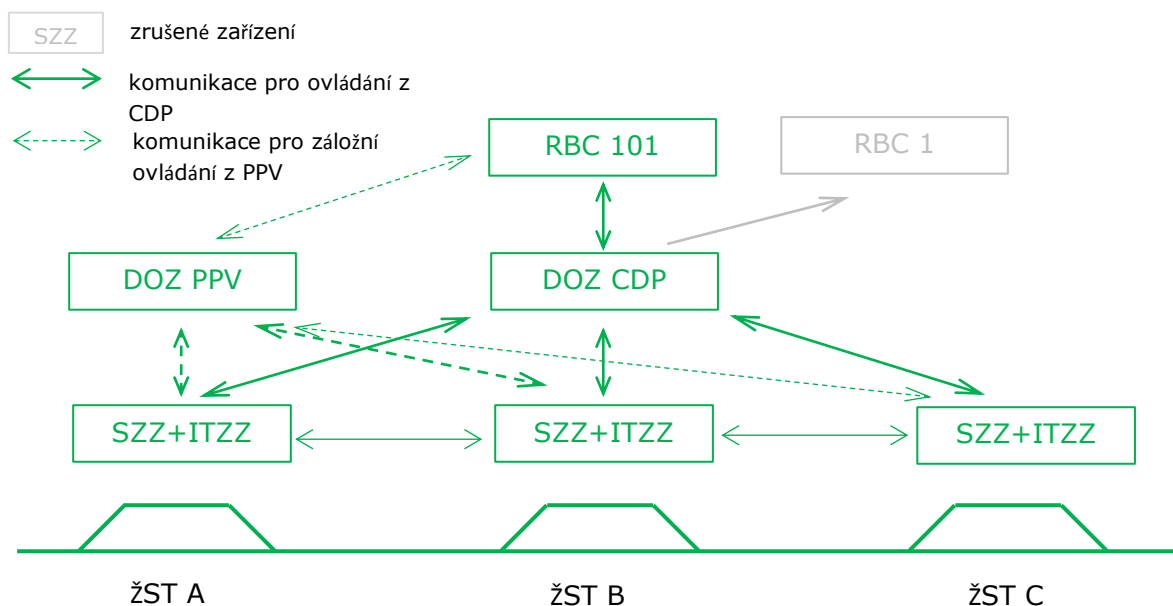 SZZ
zrušené zařízení
komunikace pro ovládání z
CDP
komunikace pro záložní
ovládání z PPV
RBC 101
RBC 1
DOZ PPV
DOZ CDP
SZZ+ITZZ
SZZ+ITZZ
SZZ+ITZZ
ŽST A
ŽST B
ŽST C